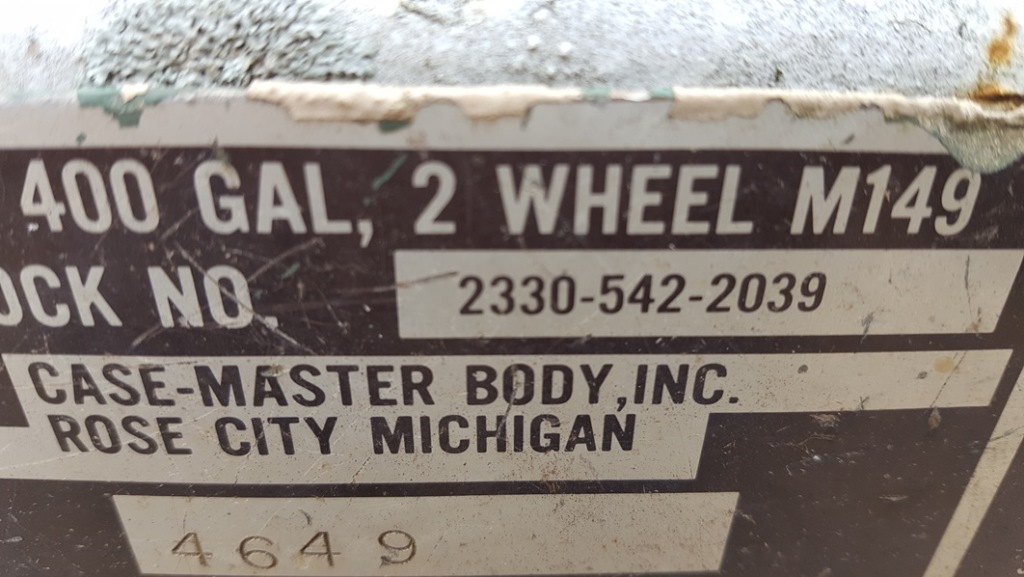 400 GAL, 2 WHEEL M149
OCK NO. 2330-542-2039
CASE-MASTER BODY, INC.
ROSE CITY MICHIGAN
4649